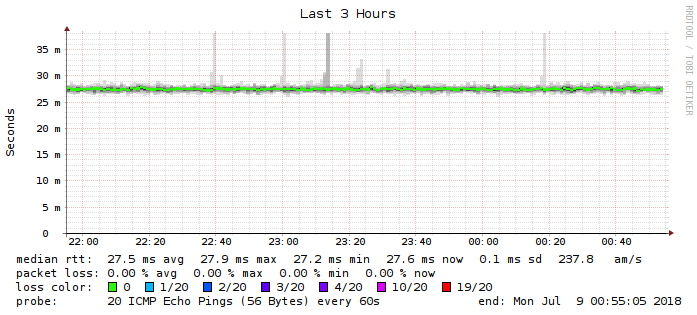 Last 3 Hours
RRDTOOL / TOBI OETIKER
Seconds
35 m
30 m
25 m
20 m
15 m
10 m
5 m
0
22:00 22:20 22:40 23:00 23:20 23:40 00:00 00:20 00:40
median rtt: 27.5 ms avg 27.9 ms max 27.2 ms min 27.6 ms now 0.1 ms sd 237.8 am/s
packet loss: 0.00 % avg 0.00 % max 0.00 % min 0.00 % now
loss color: 0 1/20 2/20 3/20 4/20 10/20 19/20
probe: 20 ICMP Echo Pings (56 Bytes) every 60s end: Mon Jul 9 00:55:05 2018